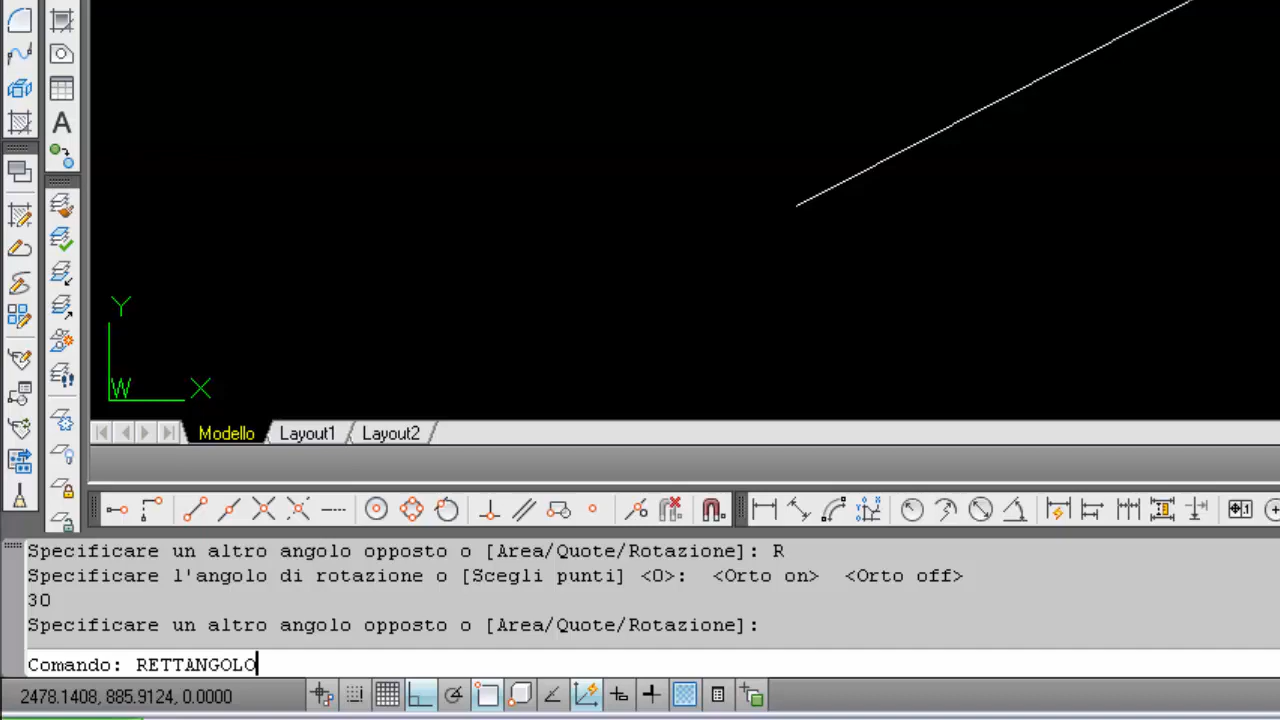 A
Y
W X
Modello Layout1 Layout2
Specificare un altro angolo opposto o [Area/Quote/Rotazione]: R
Specificare l'angolo di rotazione o [Scegli punti] <0>: <Orto on> <Orto off>
30
Specificare un altro angolo opposto o [Area/Quote/Rotazione]:
Comando: RETTANGOLO
2478.1408, 885.9124, 0.0000